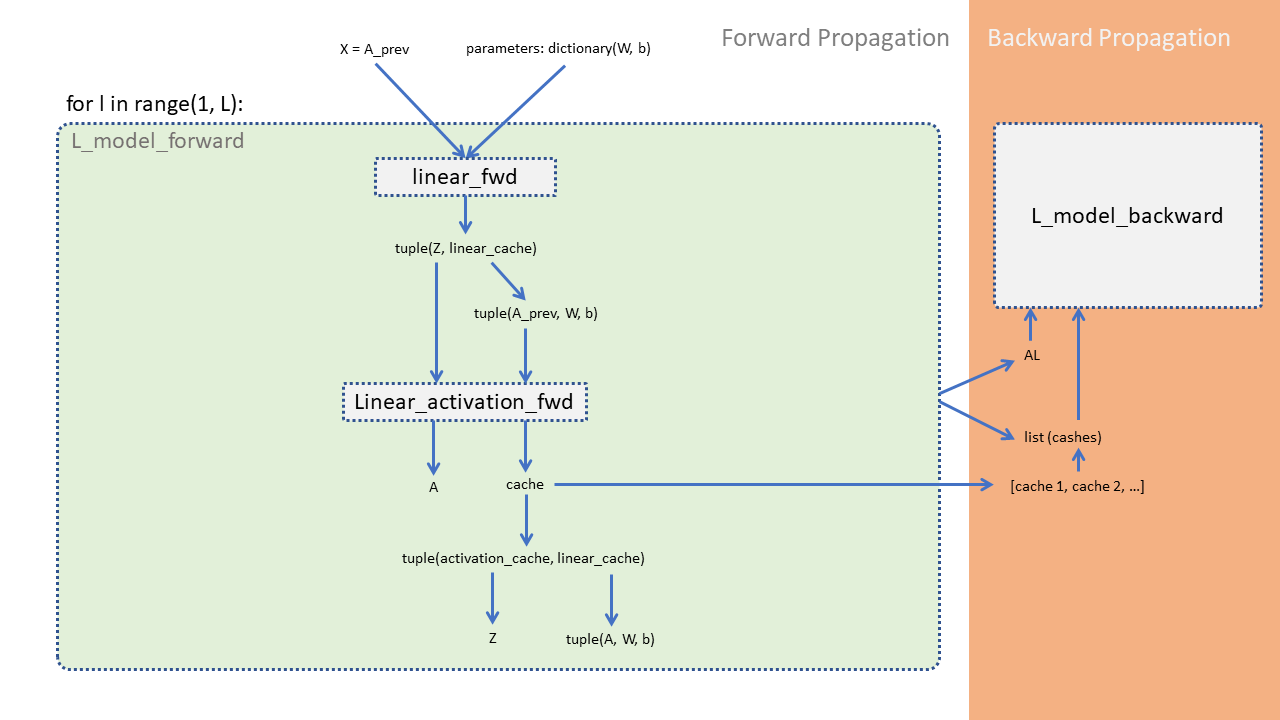 Forward Propagation
Backward Propagation
X = A_prev
parameters: dictionary(W, b)
for l in range(1, L):
L_model_forward
linear_fwd
tuple(Z, linear_cache)
tuple(A_prev, W, b)
Linear_activation_fwd
A
cache
tuple(activation_cache, linear_cache)
Z
tuple(A, W, b)
L_model_backward
AL
list (cashes)
[cache 1, cache 2, …]